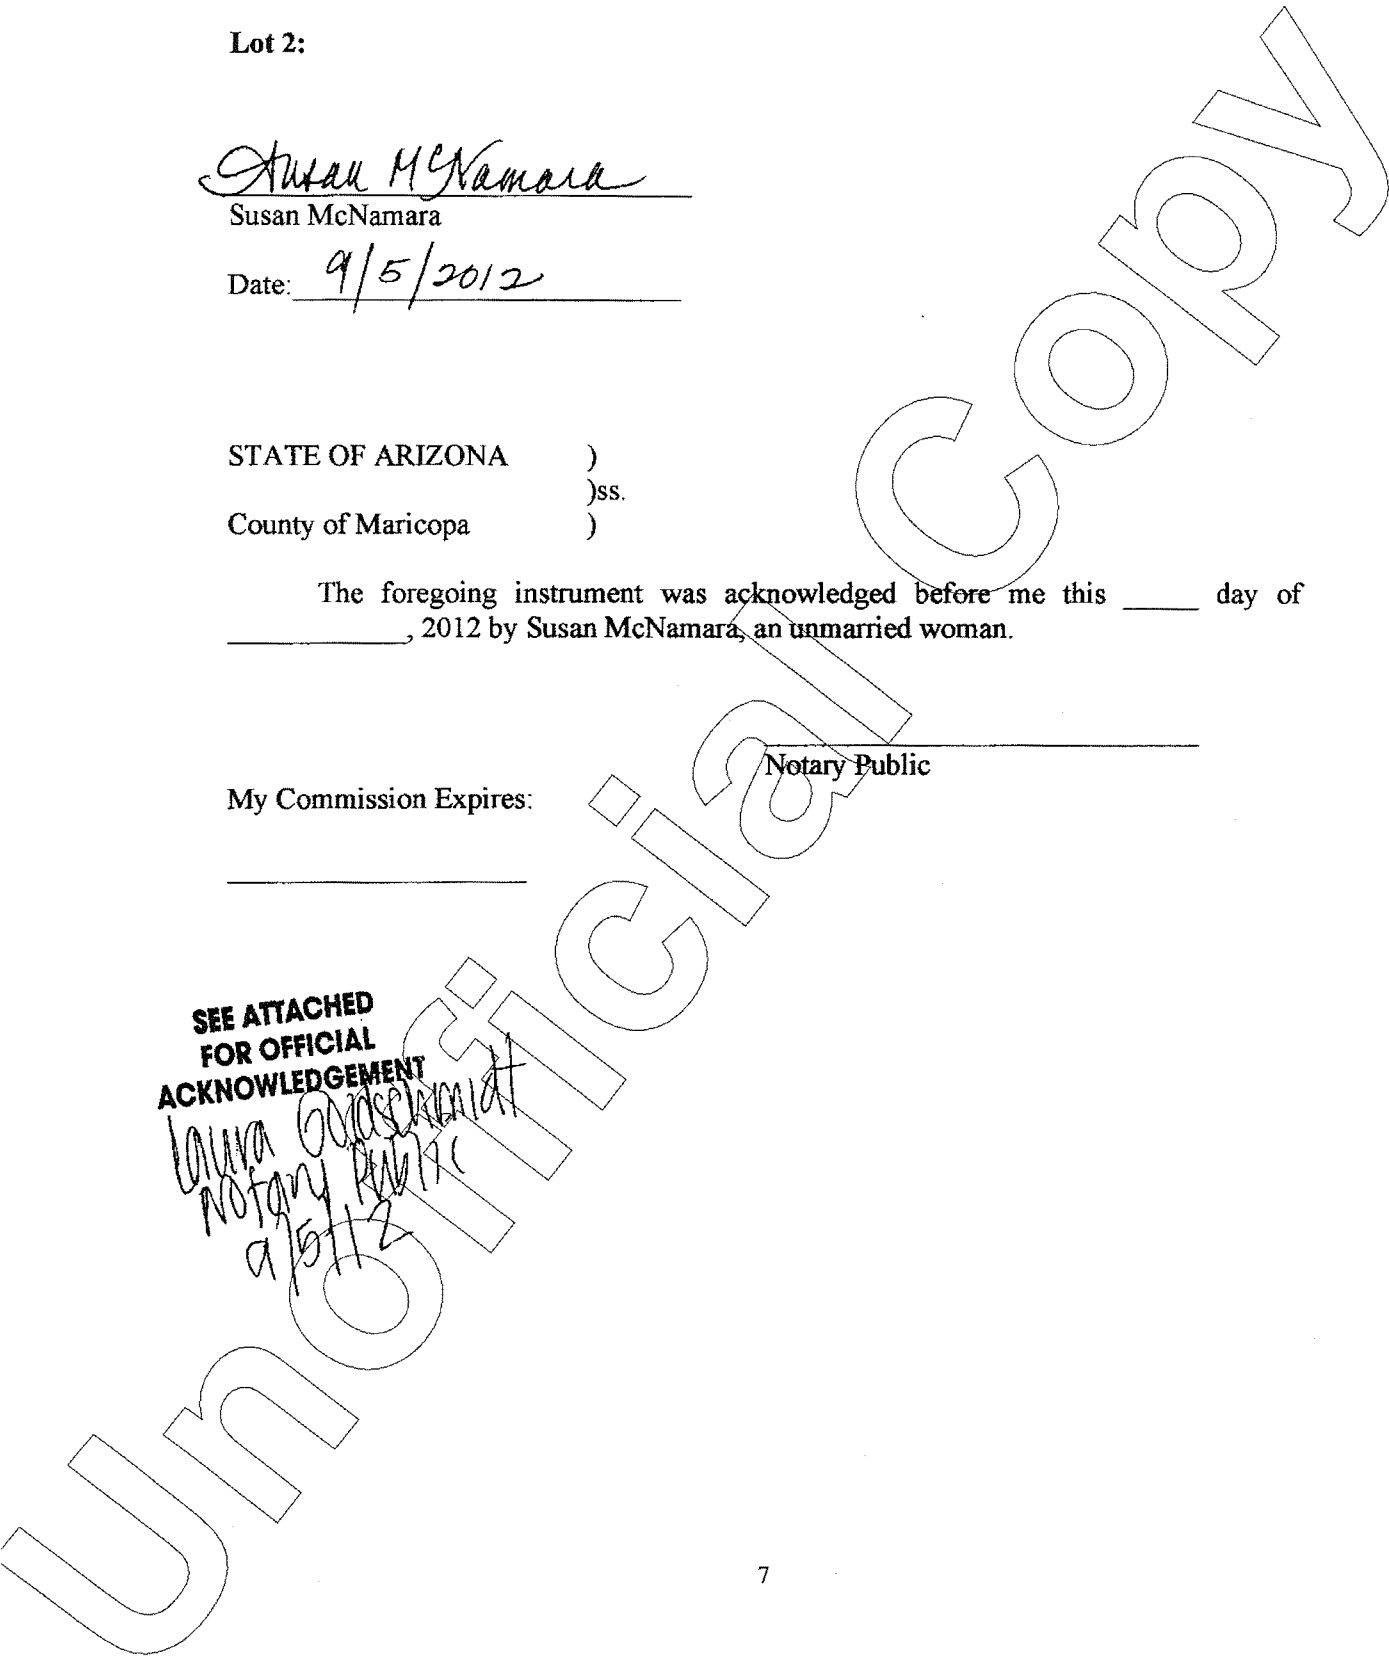 Lot 2:
Susan McNamara
Susan McNamara
Date: 9/5/2012
STATE OF ARIZONA )
)ss.
County of Maricopa )
The foregoing instrument was acknowledged before me this _____ day of
____________, 2012 by Susan McNamara, an unmarried woman.
Notary Public
My Commission Expires:
SEE ATTACHED
FOR OFFICIAL
ACKNOWLEDGEMENT
Laura Goldschmidt
Notary Public
9/5/12
7
Unofficial Copy